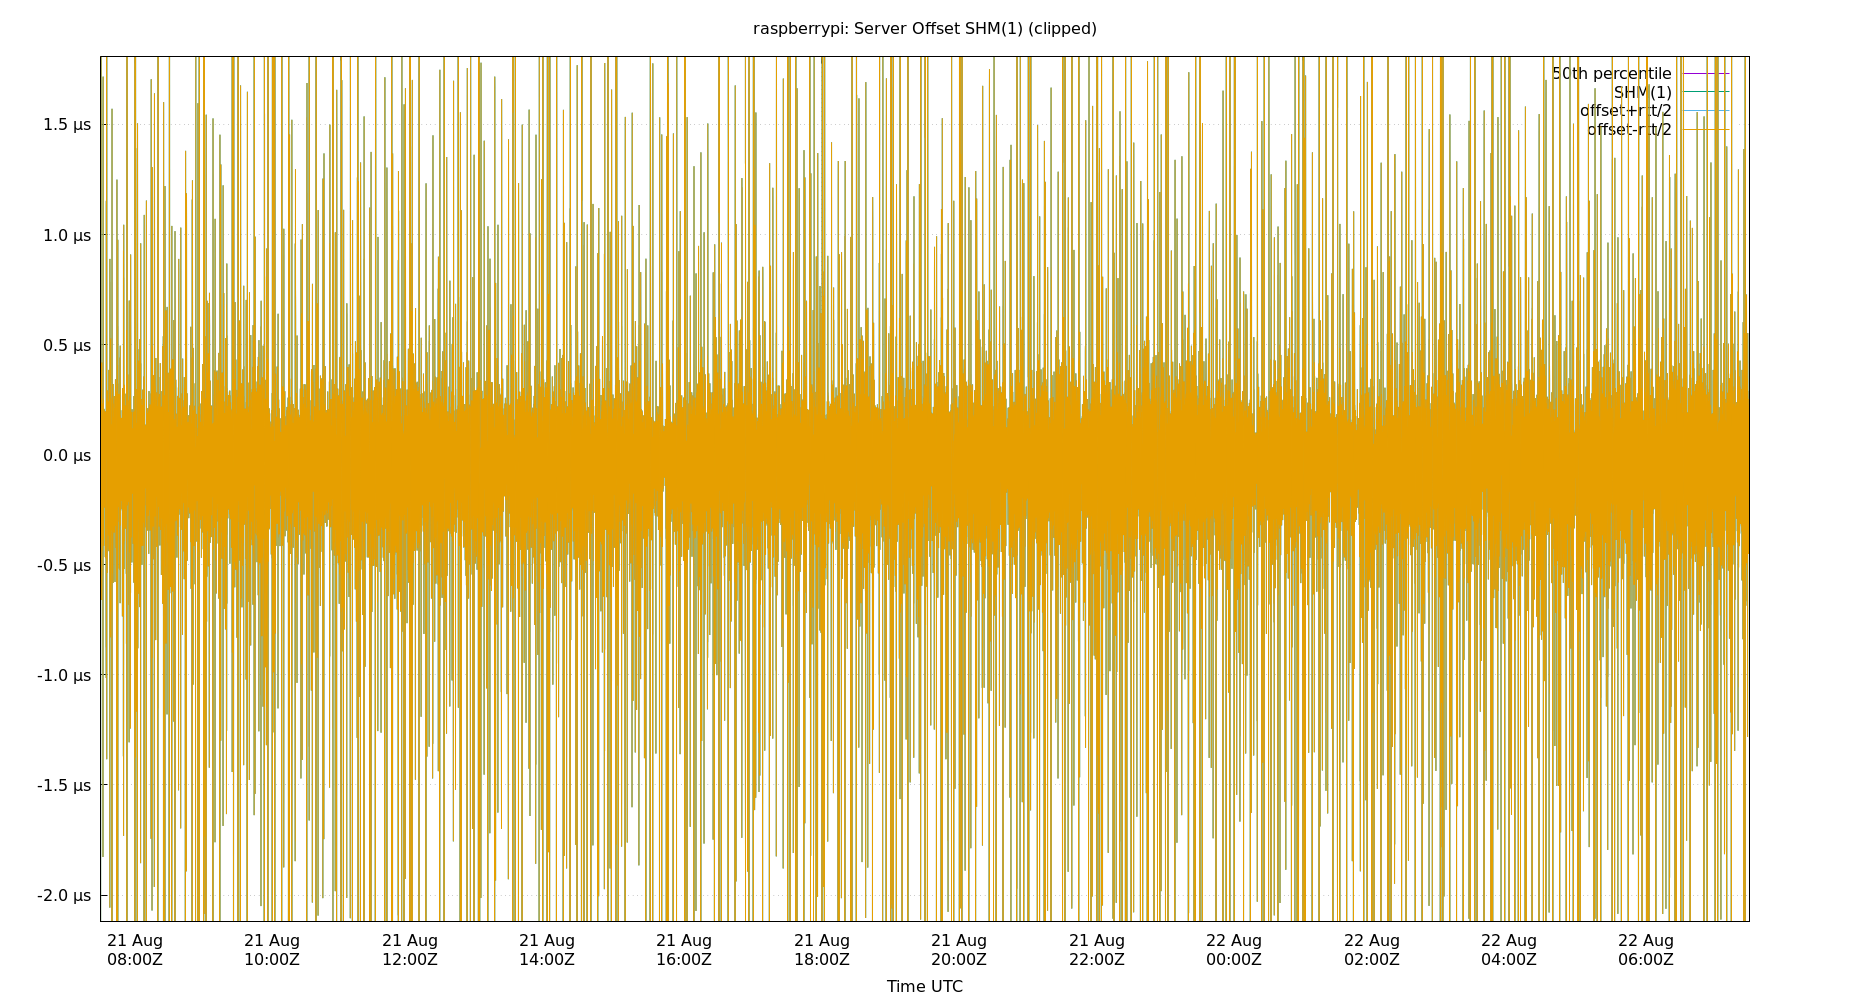 raspberrypi: Server Offset SHM(1) (clipped)
50th percentile
SHM(1)
offset+rtt/2
offset-rtt/2
1.5 µs
1.0 µs
0.5 µs
0.0 µs
-0.5 µs
-1.0 µs
-1.5 µs
-2.0 µs
21 Aug 21 Aug 21 Aug 21 Aug 21 Aug 21 Aug 21 Aug 21 Aug 22 Aug 22 Aug 22 Aug 22 Aug
08:00Z 10:00Z 12:00Z 14:00Z 16:00Z 18:00Z 20:00Z 22:00Z 00:00Z 02:00Z 04:00Z 06:00Z
Time UTC